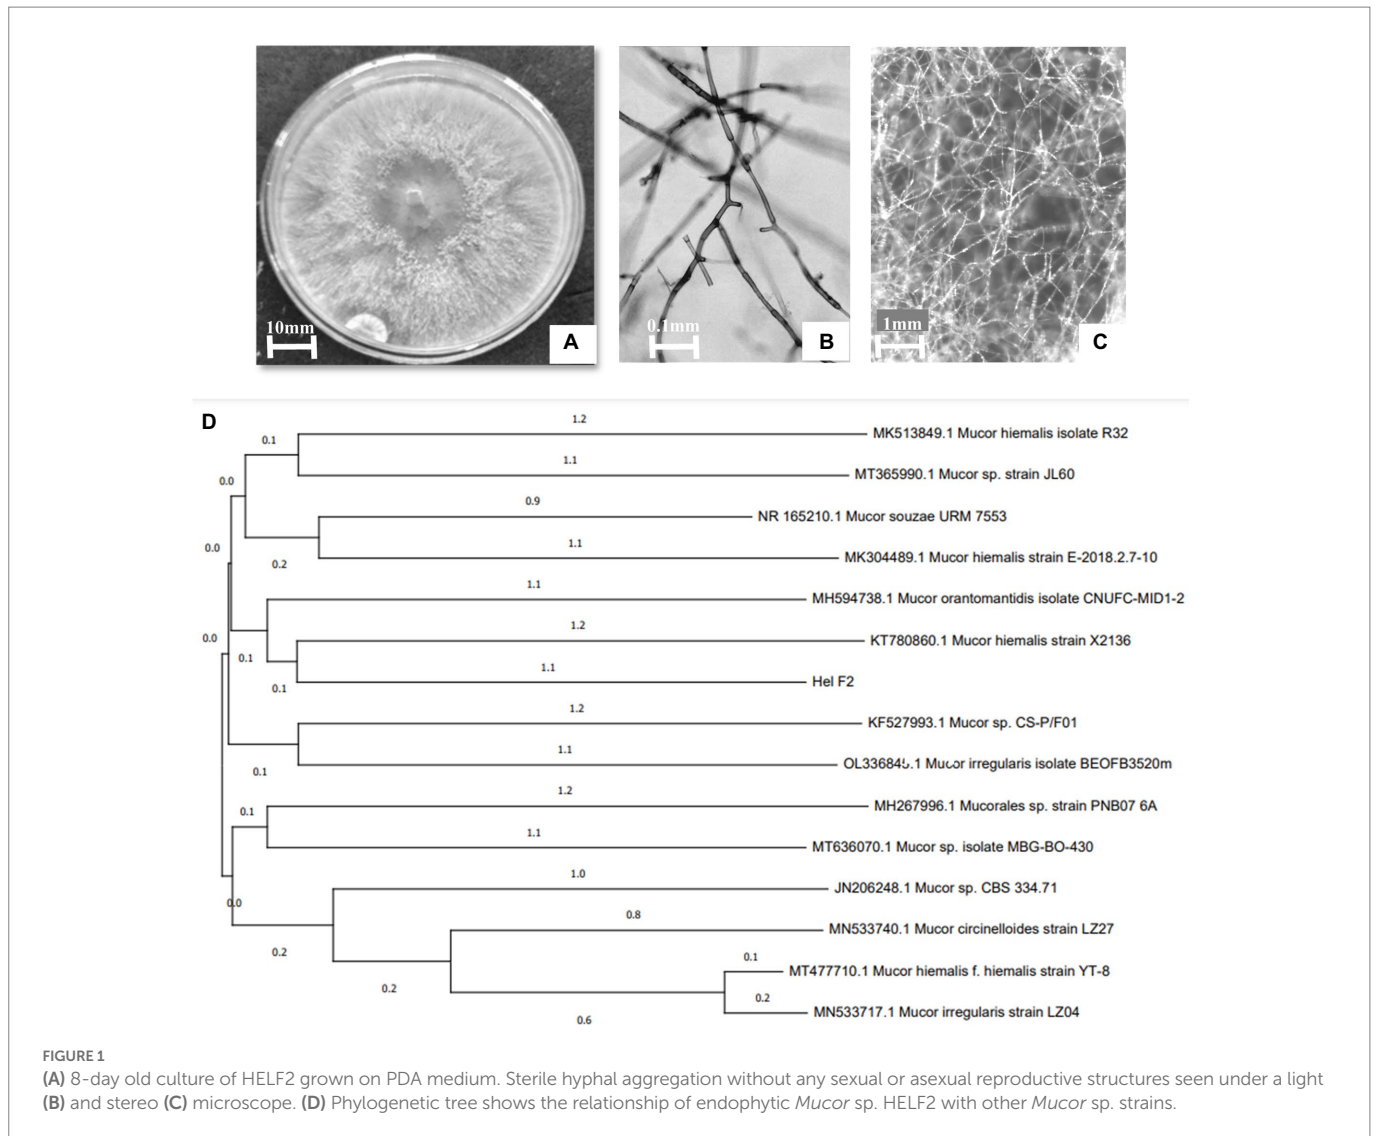 10mm
A
0.1mm
B
1mm
C
D
1.2
0.1
MK513849.1 Mucor hiemalis isolate R32
1.1
MT365990.1 Mucor sp. strain JL60
0.0
0.9
NR 165210.1 Mucor souzae URM 7553
0.0
1.1
0.2
MK304489.1 Mucor hiemalis strain E-2018.2.7-10
1.1
MH594738.1 Mucor orantomantidis isolate CNUFC-MID1-2
0.0
1.2
0.1
KT780860.1 Mucor hiemalis strain X2136
1.1
0.1
Hel F2
1.2
KF527993.1 Mucor sp. CS-P/F01
1.1
0.1
OL336845.1 Mucor irregularis isolate BEOFB3520m
1.2
0.1
MH267996.1 Mucorales sp. strain PNB07 6A
1.1
MT636070.1 Mucor sp. isolate MBG-BO-430
1.0
0.0
JN206248.1 Mucor sp. CBS 334.71
0.8
0.2
MN533740.1 Mucor circinelloides strain LZ27
0.1
MT477710.1 Mucor hiemalis f. hiemalis strain YT-8
0.2
0.2
MN533717.1 Mucor irregularis strain LZ04
0.6
FIGURE 1
(A) 8-day old culture of HELF2 grown on PDA medium. Sterile hyphal aggregation without any sexual or asexual reproductive structures seen under a light
(B) and stereo (C) microscope. (D) Phylogenetic tree shows the relationship of endophytic Mucor sp. HELF2 with other Mucor sp. strains.